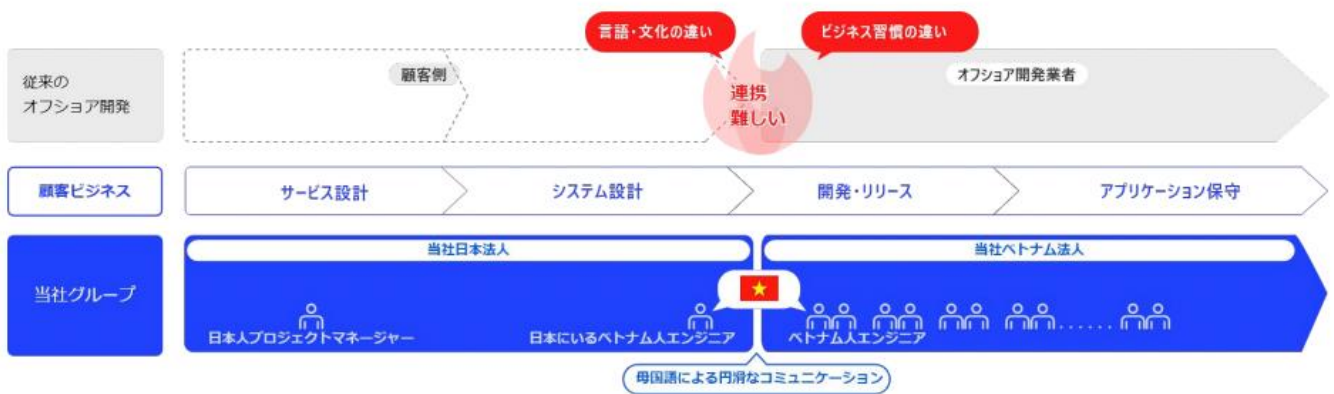 言語・文化の違い
ビジネス習慣の違い
従来の
オフショア開発
顧客側
連携
難しい
オフショア開発業者
顧客ビジネス
サービス設計
システム設計
開発・リリース
アプリケーション保守
当社グループ
当社日本法人
当社ベトナム法人
日本人プロジェクトマネージャー
日本にいるベトナム人エンジニア
ベトナム人エンジニア
......
母国語による円滑なコミュニケーション